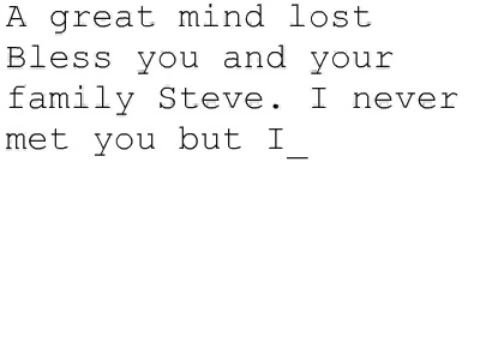 A great mind lost
Bless you and your
family Steve. I never
met you but I_